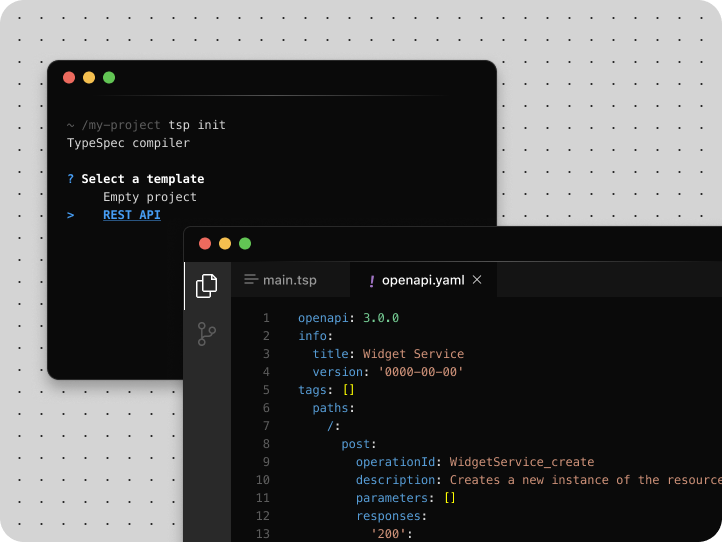 ~ /my-project tsp init
TypeSpec compiler
? Select a template
Empty project
> REST API
main.tsp
! openapi.yaml ×
1 openapi: 3.0.0
2 info:
3 title: Widget Service
4 version: '0000-00-00'
5 tags: []
6 paths:
7 /:
8 post:
9 operationId: WidgetService_create
10 description: Creates a new instance of the resource
11 parameters: []
12 responses:
13 '200':